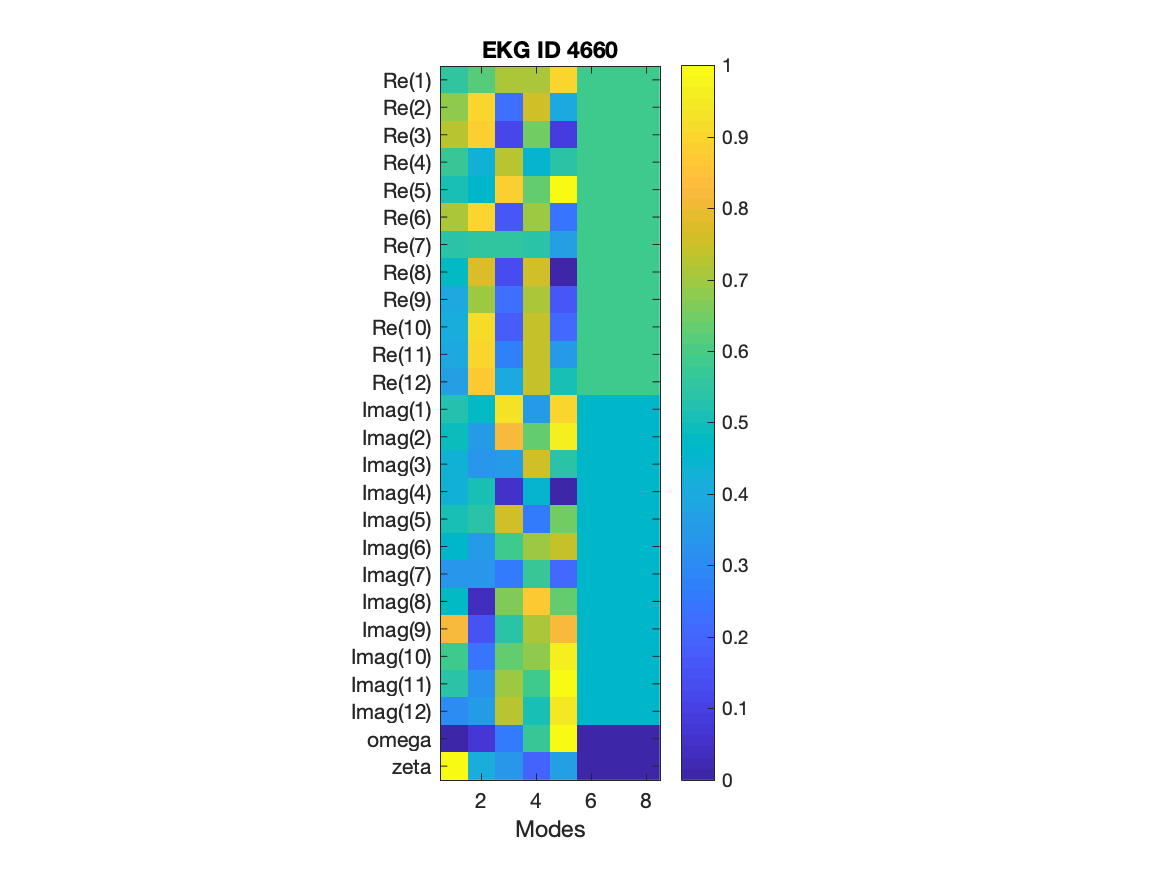 EKG ID 4660
Re(1)
Re(2)
Re(3)
Re(4)
Re(5)
Re(6)
Re(7)
Re(8)
Re(9)
Re(10)
Re(11)
Re(12)
Imag(1)
Imag(2)
Imag(3)
Imag(4)
Imag(5)
Imag(6)
Imag(7)
Imag(8)
Imag(9)
Imag(10)
Imag(11)
Imag(12)
omega
zeta
2 4 6 8
Modes
1
0.9
0.8
0.7
0.6
0.5
0.4
0.3
0.2
0.1
0